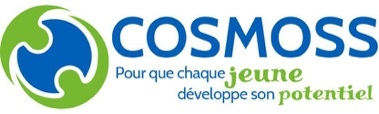 COSMOSS
Pour que chaque jeune
développe son potentiel